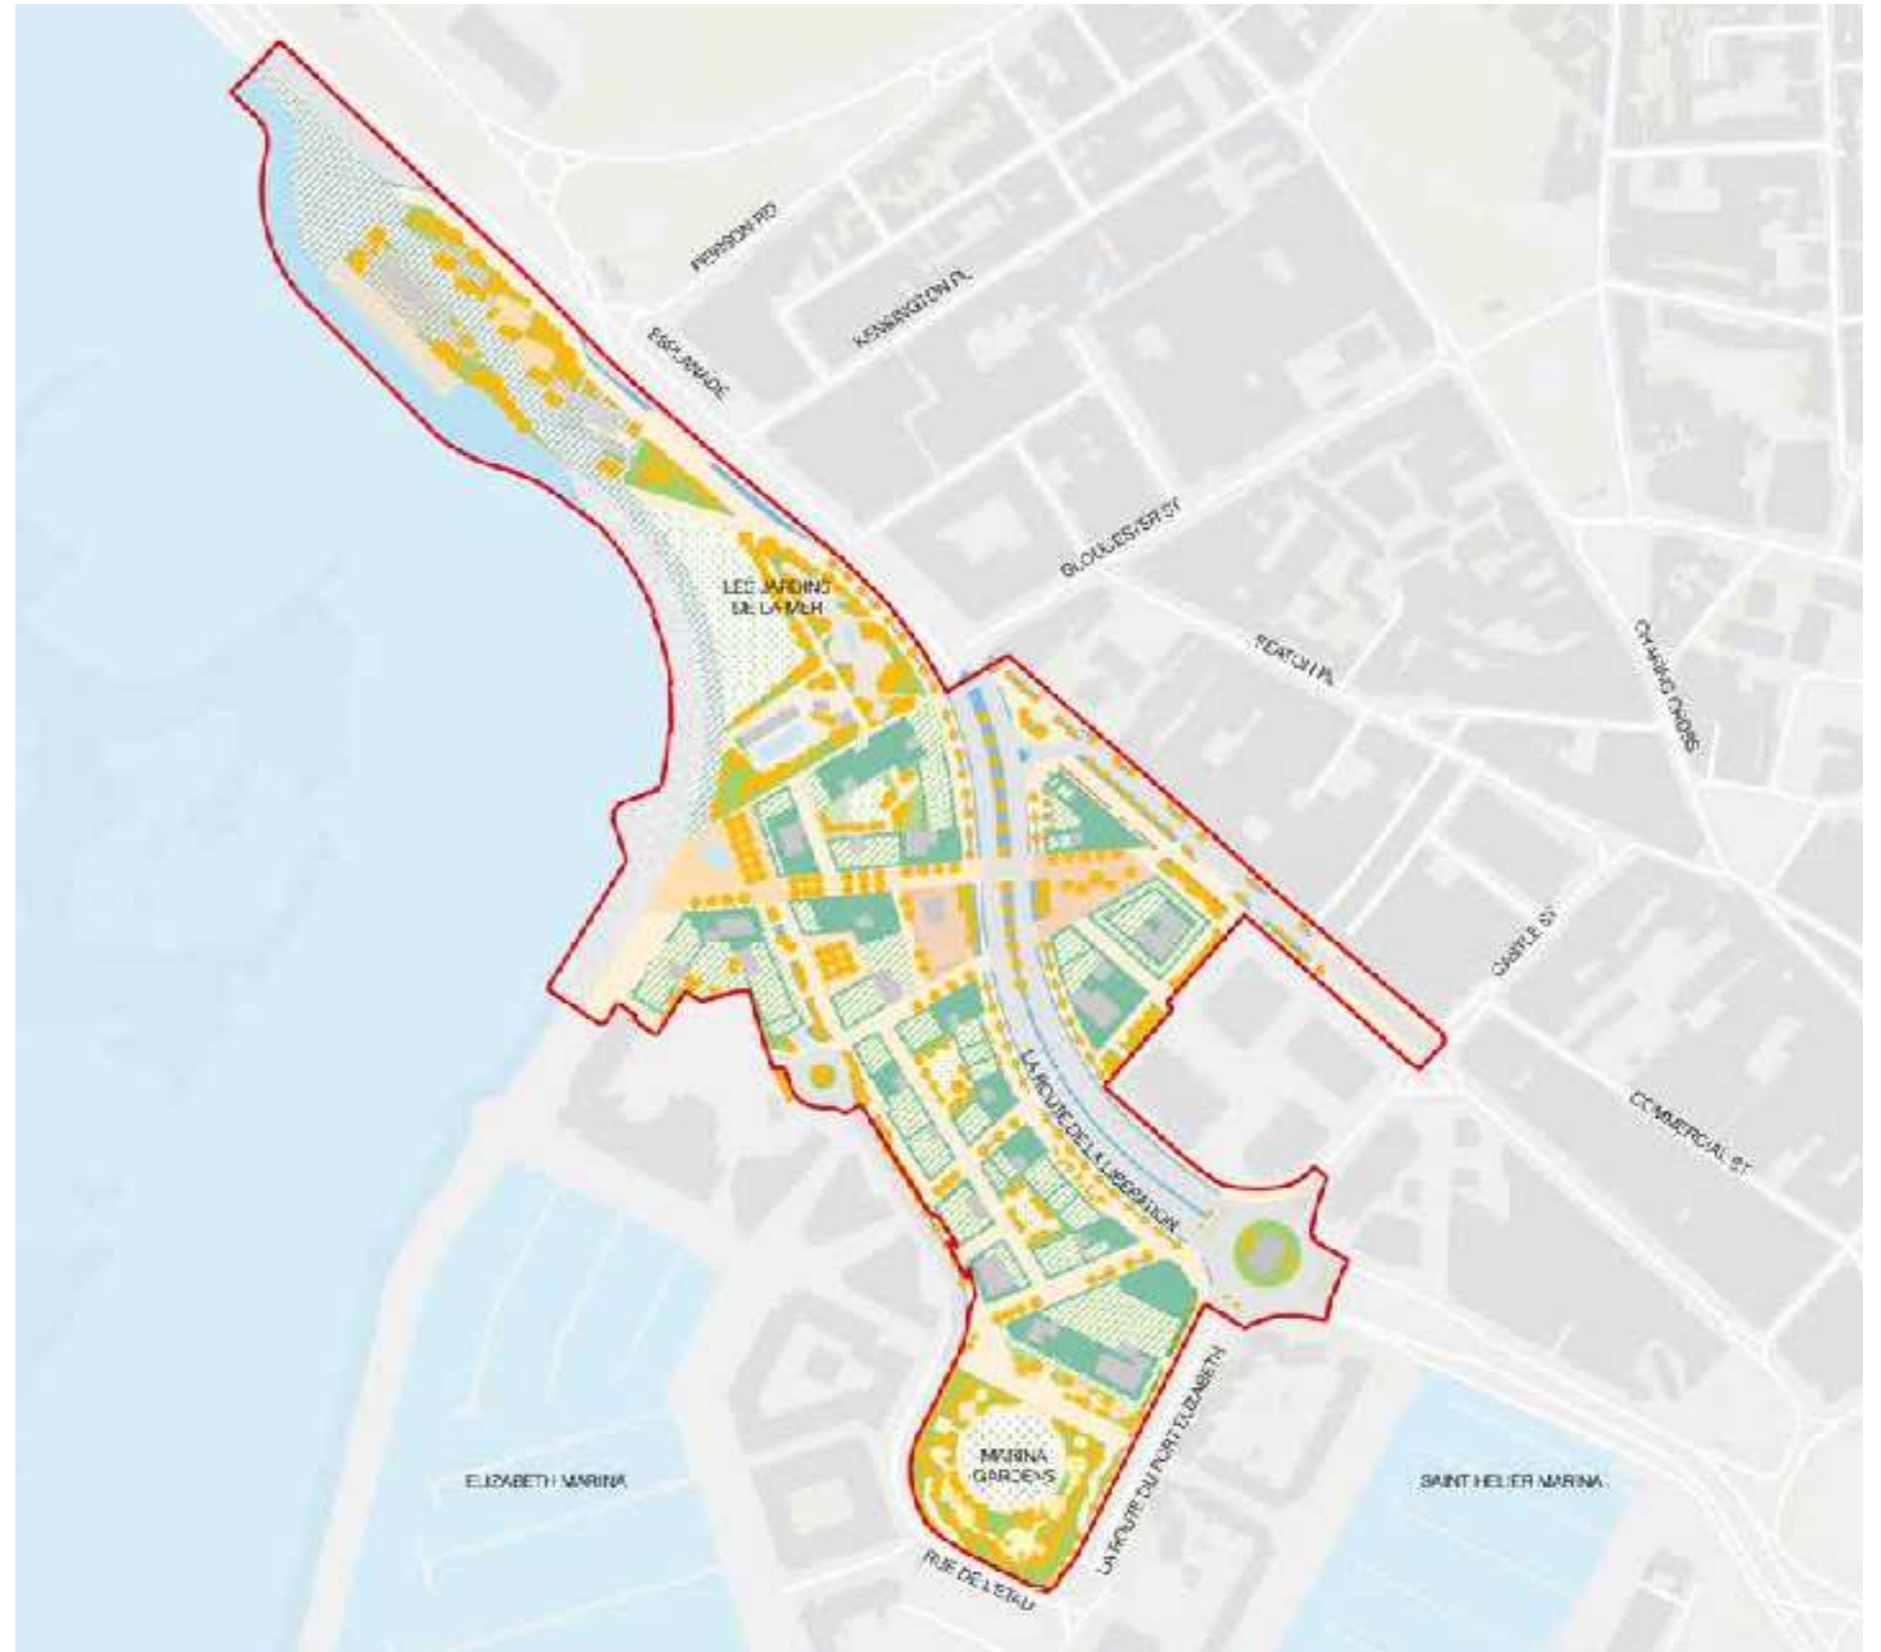 PIERSON RD
KENSINGTON PL
ESPLANADE
GLOUCESTER ST
LES JARDINS
DE LA MER
SEATON PL
CHARING CROSS
CASTLE ST
LA ROUTE DE LA LIBERATION
COMMERCIAL ST
LA ROUTE DU PORT ELIZABETH
MARINA
GARDENS
ELIZABETH MARINA
SAINT HELIER MARINA
RUE DE L'ETAU